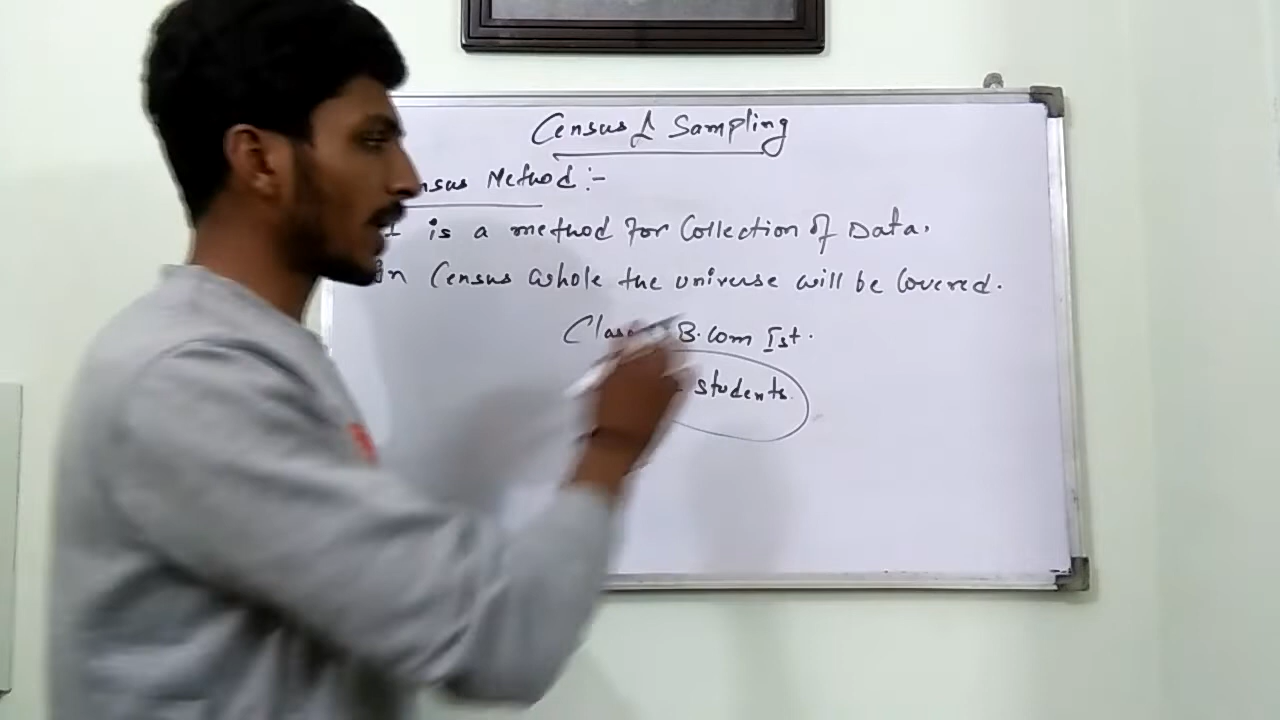 Census & Sampling
Method :-
is a method for Collection of Data.
in Census whole the universe will be Covered.
B.Com Ist.
students